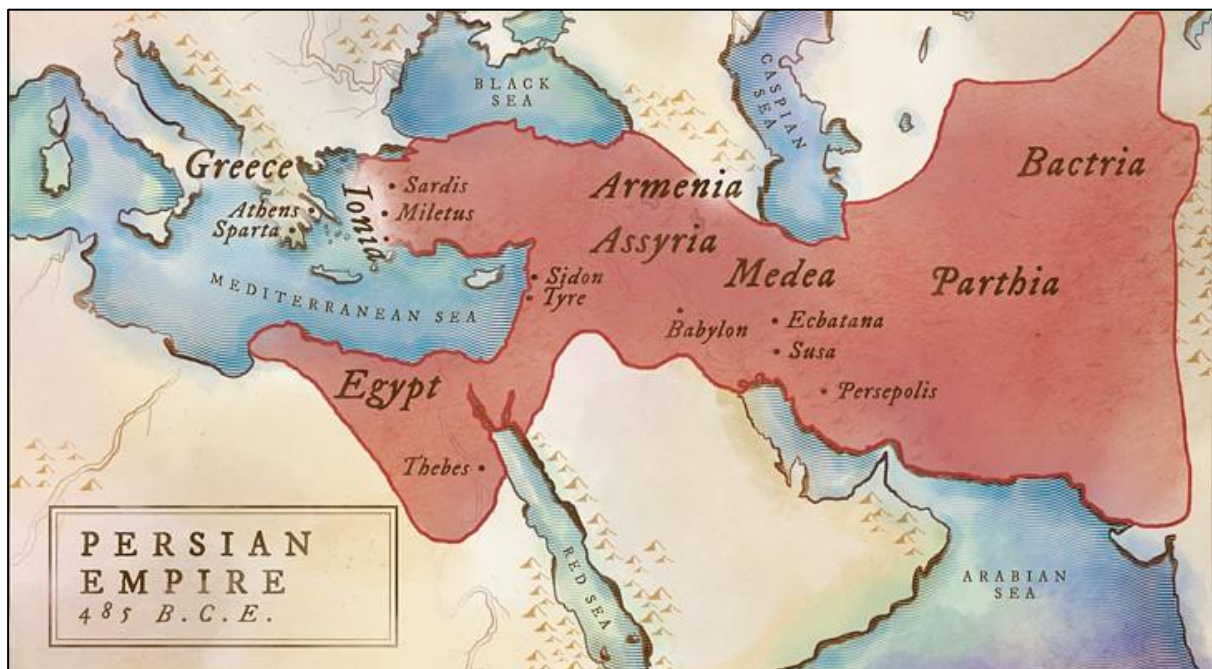 BLACK
SEA
CASPIAN
SEA
Greece
Ionia
Sardis
Miletus
Athens
Sparta
Armenia
Assyria
Medea
Bactria
Parthia
MEDITERRANEAN SEA
Sidon
Tyre
Babylon
Ecbatana
Susa
Persepolis
Egypt
Thebes
RED SEA
ARABIAN
SEA
PERSIAN
EMPIRE
485 B.C.E.